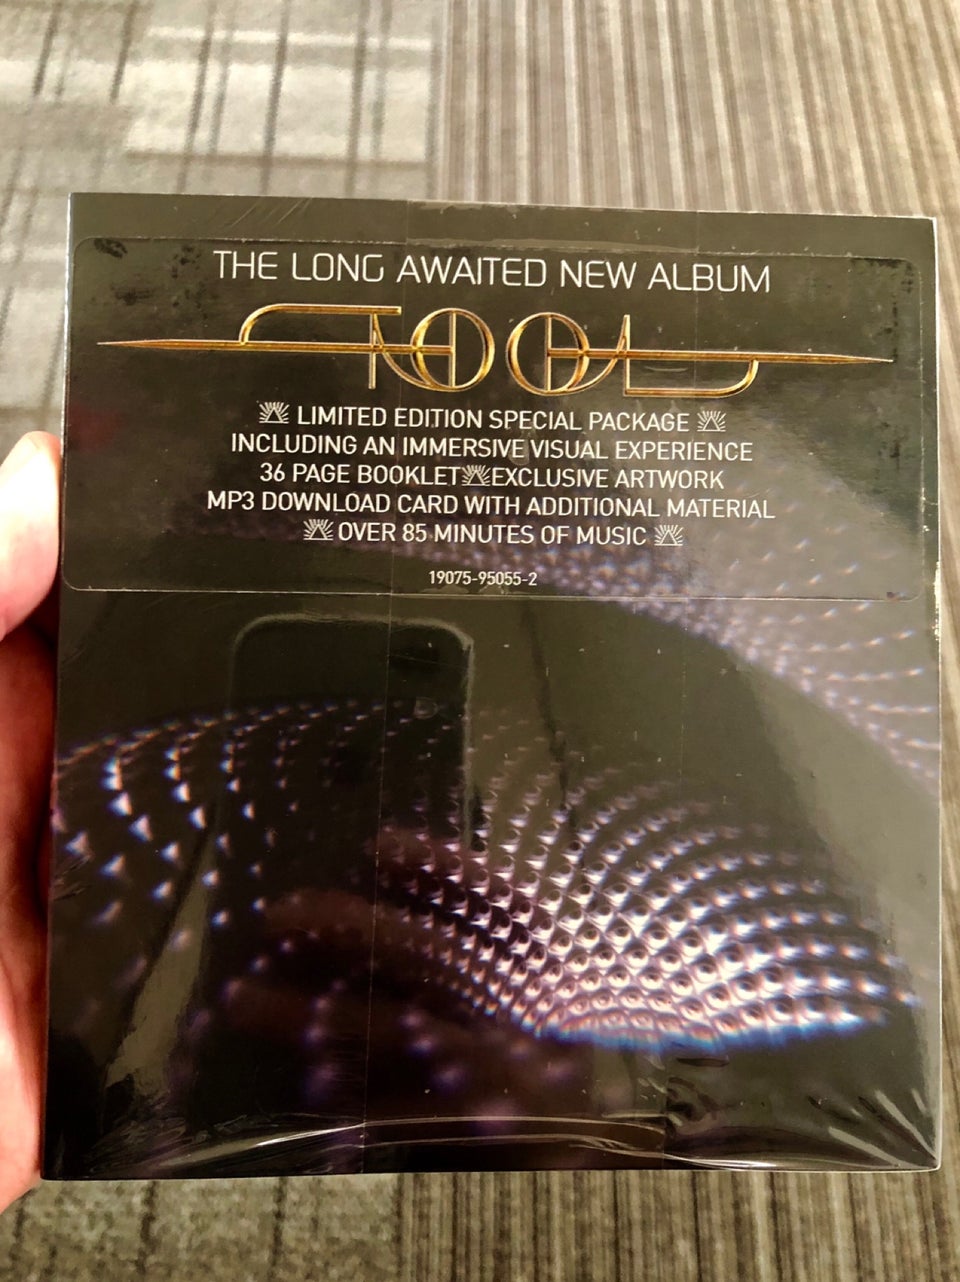 THE LONG AWAITED NEW ALBUM
TOOL
LIMITED EDITION SPECIAL PACKAGE
INCLUDING AN IMMERSIVE VISUAL EXPERIENCE
36 PAGE BOOKLET EXCLUSIVE ARTWORK
MP3 DOWNLOAD CARD WITH ADDITIONAL MATERIAL
OVER 85 MINUTES OF MUSIC
19075-95055-2